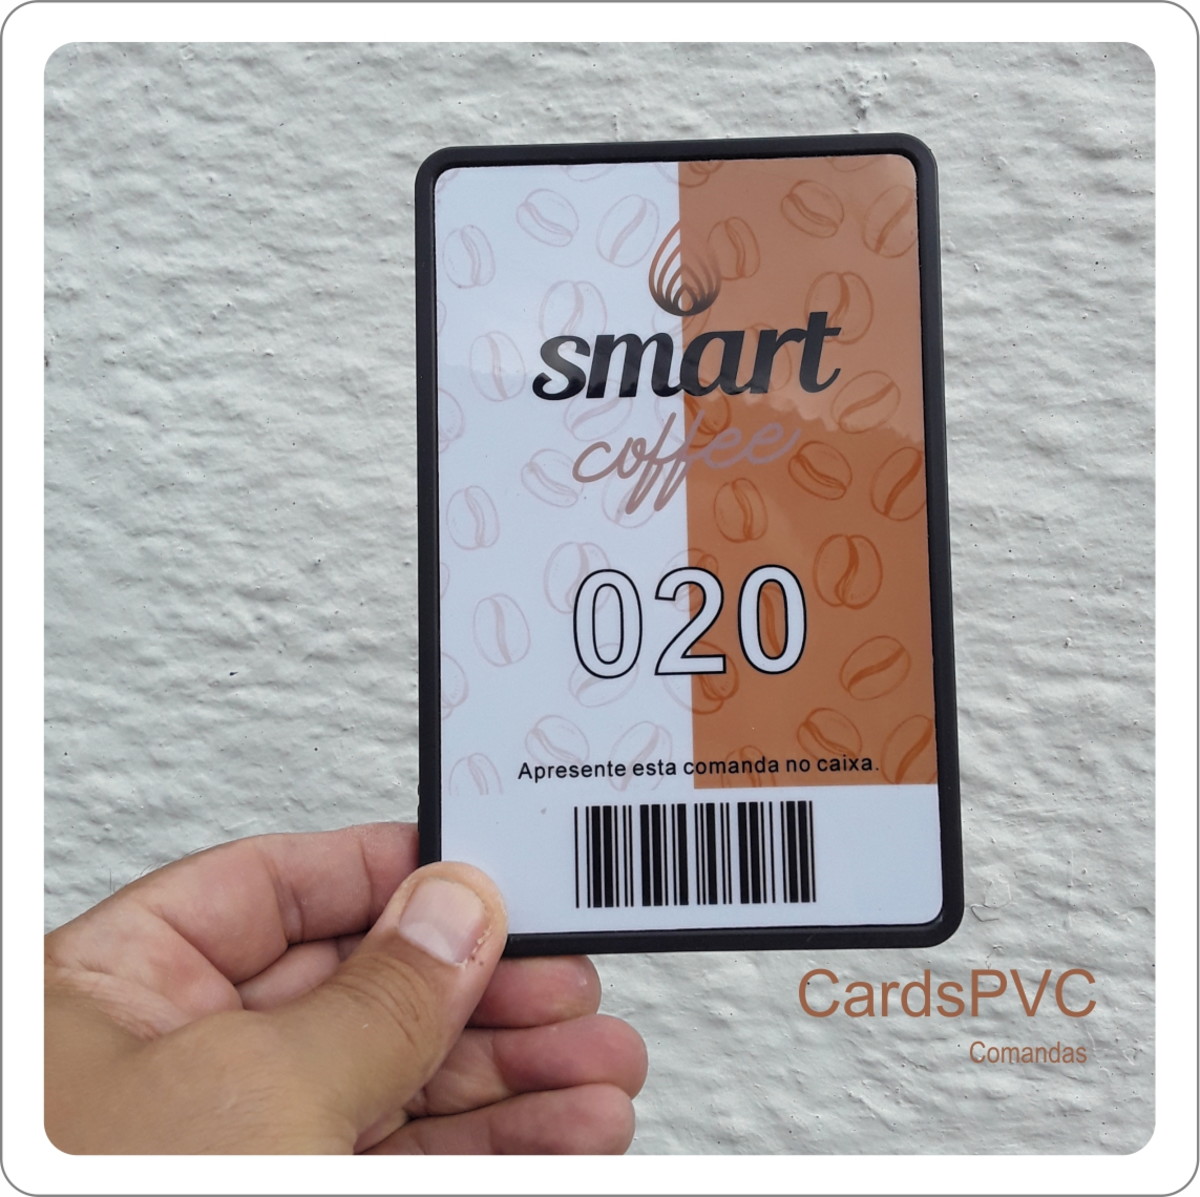 smart
coffee
020
Apresente esta comanda no caixa.
CardsPVC
Comandas